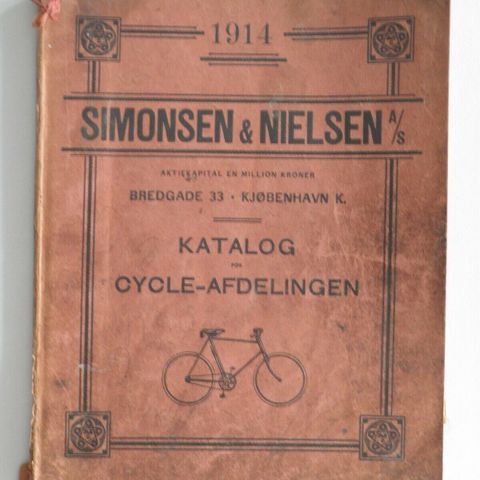 1914
SIMONSEN & NIELSEN A/S
AKTIEKAPITAL EN MILLION KRONER
BREDGADE 33 · KJØBENHAVN K.
KATALOG
FOR
CYCLE-AFDELINGEN